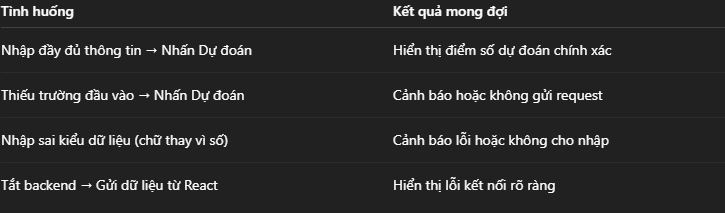 Tình huống Kết quả mong đợi
Nhập đầy đủ thông tin → Nhấn Dự đoán Hiển thị điểm số dự đoán chính xác
Thiếu trường đầu vào → Nhấn Dự đoán Cảnh báo hoặc không gửi request
Nhập sai kiểu dữ liệu (chữ thay vì số) Cảnh báo lỗi hoặc không cho nhập
Tắt backend → Gửi dữ liệu từ React Hiển thị lỗi kết nối rõ ràng